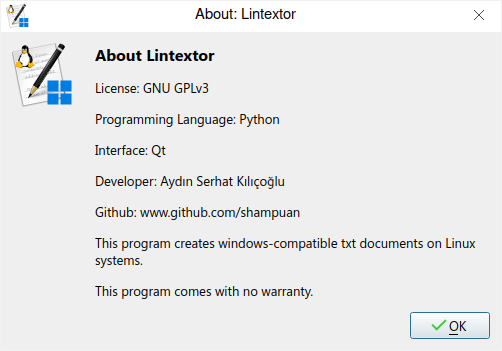 About: Lintextor
About Lintextor
License: GNU GPLv3
Programming Language: Python
Interface: Qt
Developer: Aydın Serhat Kılıçoğlu
Github: www.github.com/shampuan
This program creates windows-compatible txt documents on Linux
systems.
This program comes with no warranty.
OK